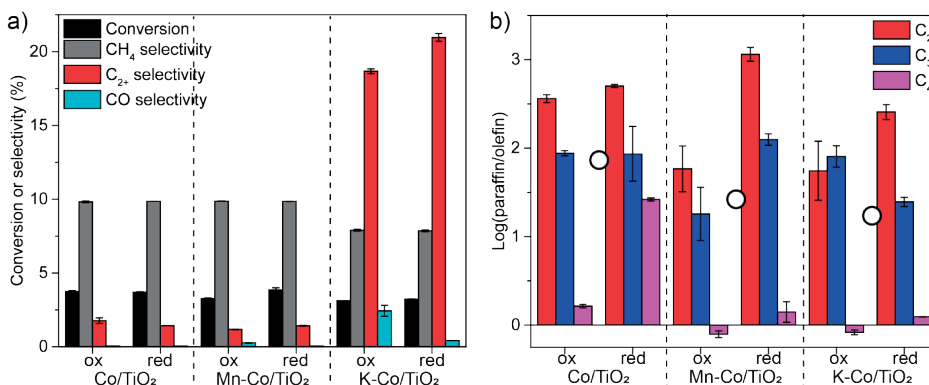 a)
Conversion
CH₄ selectivity
C₂₊ selectivity
CO selectivity
Conversion or selectivity (%)
20
15
10
5
0
ox red ox red ox red
Co/TiO₂ Mn-Co/TiO₂ K-Co/TiO₂
b)
C
C
C
Log(paraffin/olefin)
3
2
1
0
ox red ox red ox red
Co/TiO₂ Mn-Co/TiO₂ K-Co/TiO₂